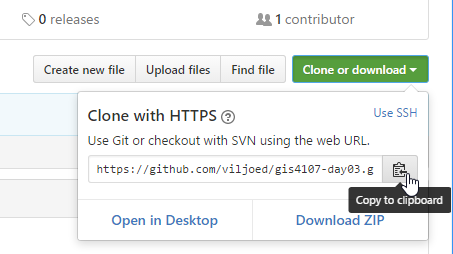 0 releases
1 contributor
Create new file
Upload files
Find file
Clone or download
Clone with HTTPS ?
Use SSH
Use Git or checkout with SVN using the web URL.
https://github.com/viljoed/gis4107-day03.g
Copy to clipboard
Open in Desktop
Download ZIP